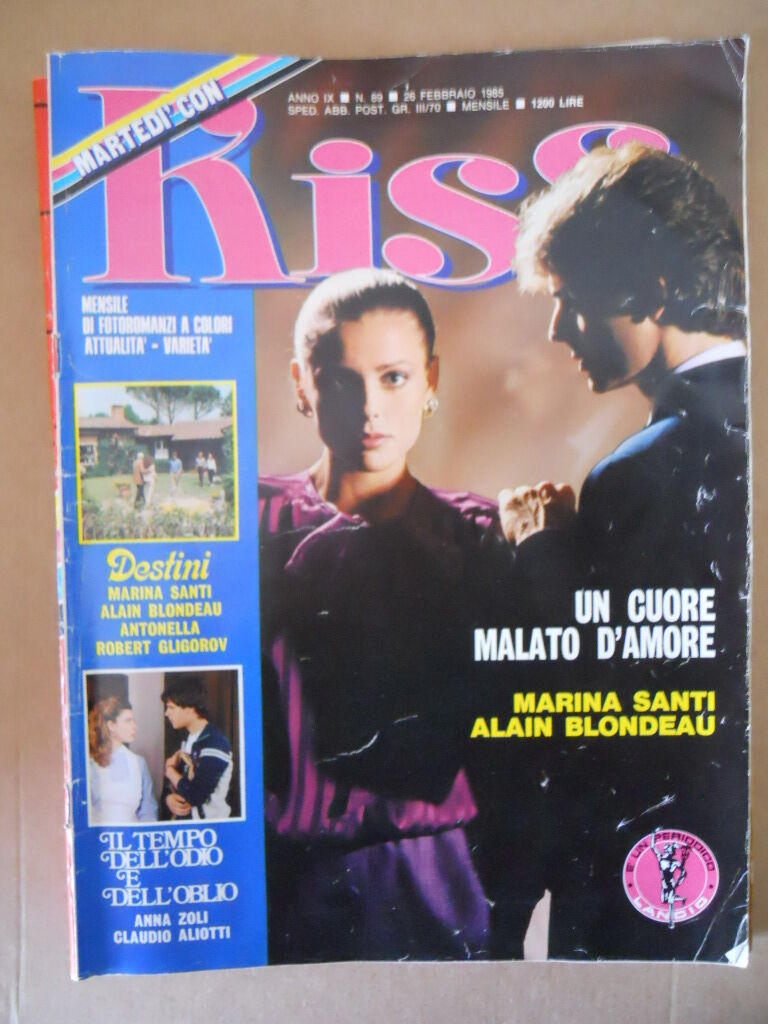 MARTEDI' CON
ANNO IX ■ N. 89 ■ 26 FEBBRAIO 1985
SPED. ABB. POST. GR. III/70 ■ MENSILE ■ 1200 LIRE
Kiss
MENSILE
DI FOTOROMANZI A COLORI
ATTUALITA' - VARIETA'
Destini
MARINA SANTI
ALAIN BLONDEAU
ANTONELLA
ROBERT GLIGOROV
IL TEMPO
DELL'ODIO
E
DELL'OBLIO
ANNA ZOLI
CLAUDIO ALIOTTI
UN CUORE
MALATO D'AMORE
MARINA SANTI
ALAIN BLONDEAU
E' UN PERIODICO
LANCIO